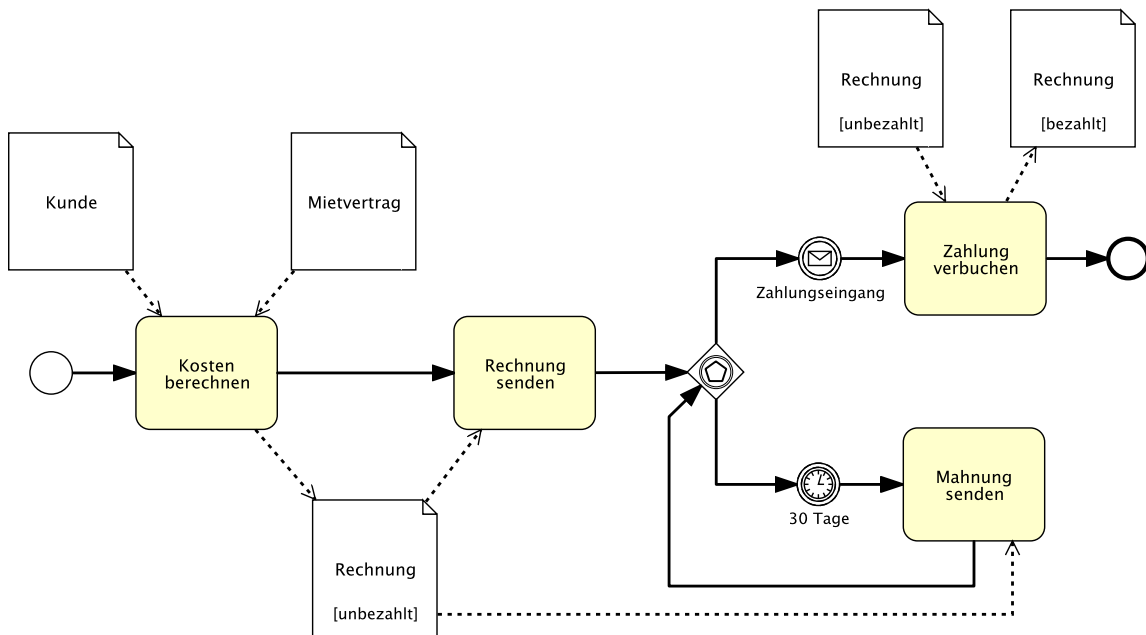 Rechnung
[unbezahlt]
Rechnung
[bezahlt]
Kunde
Mietvertrag
Zahlung
verbuchen
Zahlungseingang
Kosten
berechnen
Rechnung
senden
Mahnung
senden
30 Tage
Rechnung
[unbezahlt]